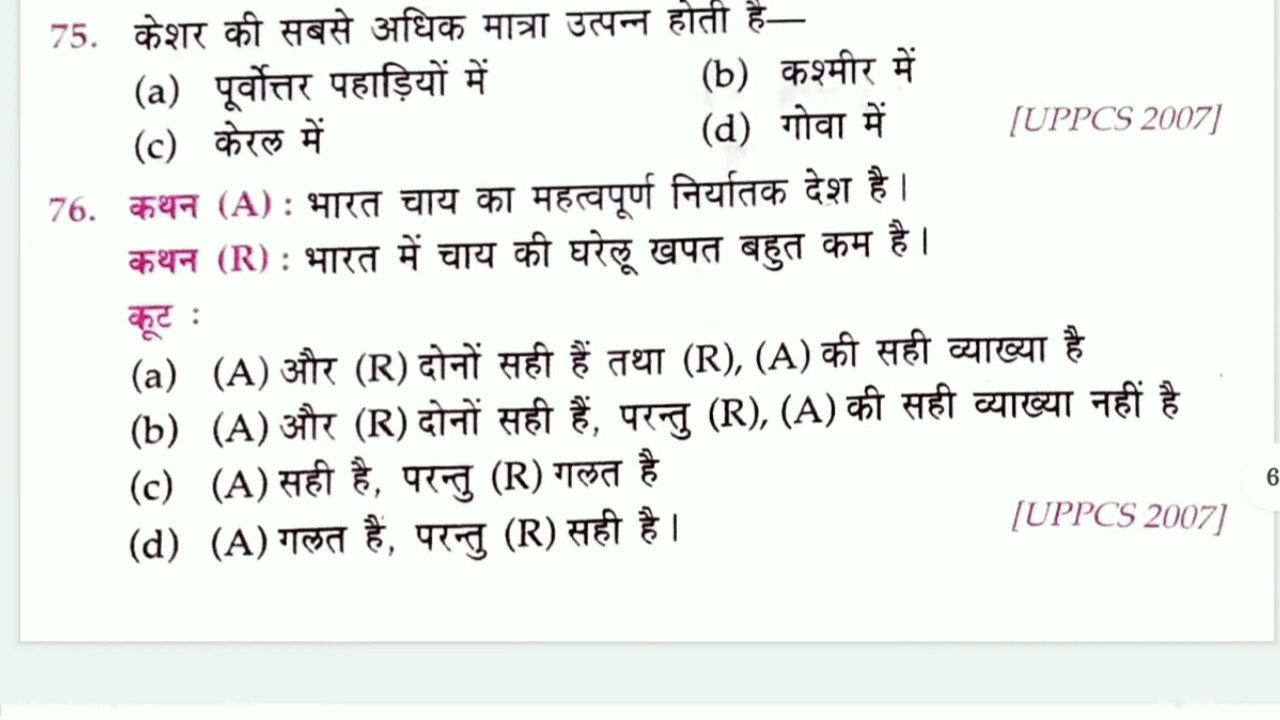 75. केशर की सबसे अधिक मात्रा उत्पन्न होती है—
(a) पूर्वोत्तर पहाड़ियों में (b) कश्मीर में
(c) केरल में (d) गोवा में [UPPCS 2007]
76. कथन (A) : भारत चाय का महत्वपूर्ण निर्यातक देश है।
कथन (R) : भारत में चाय की घरेलू खपत बहुत कम है।
कूट :
(a) (A) और (R) दोनों सही हैं तथा (R), (A) की सही व्याख्या है
(b) (A) और (R) दोनों सही हैं, परन्तु (R), (A) की सही व्याख्या नहीं है
(c) (A) सही है, परन्तु (R) गलत है
6
(d) (A) गलत है, परन्तु (R) सही है। [UPPCS 2007]